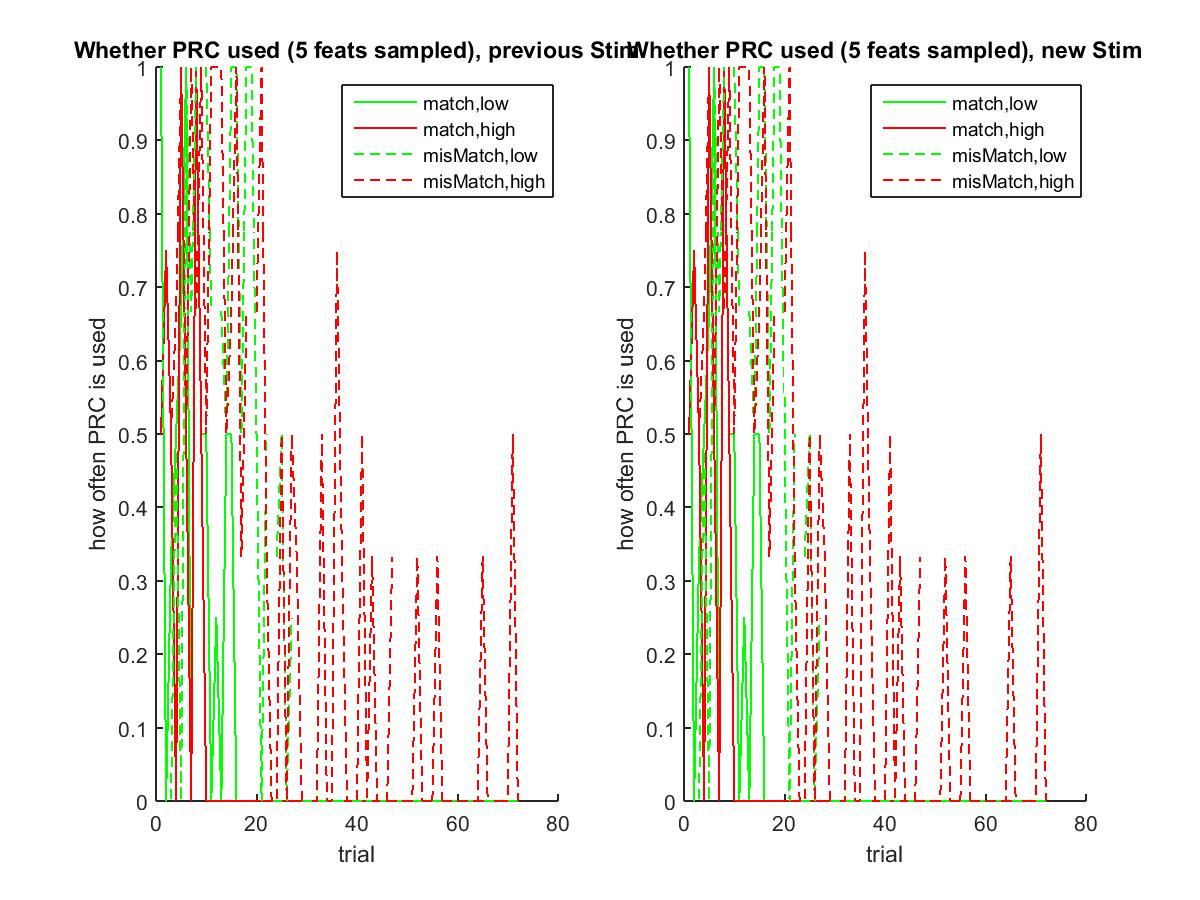 Whether PRC used (5 feats sampled), previous Stim
Whether PRC used (5 feats sampled), new Stim
match,low
match,high
misMatch,low
misMatch,high
match,low
match,high
misMatch,low
misMatch,high
how often PRC is used
1
0.9
0.8
0.7
0.6
0.5
0.4
0.3
0.2
0.1
0
0 20 40 60 80
trial
how often PRC is used
1
0.9
0.8
0.7
0.6
0.5
0.4
0.3
0.2
0.1
0
0 20 40 60 80
trial